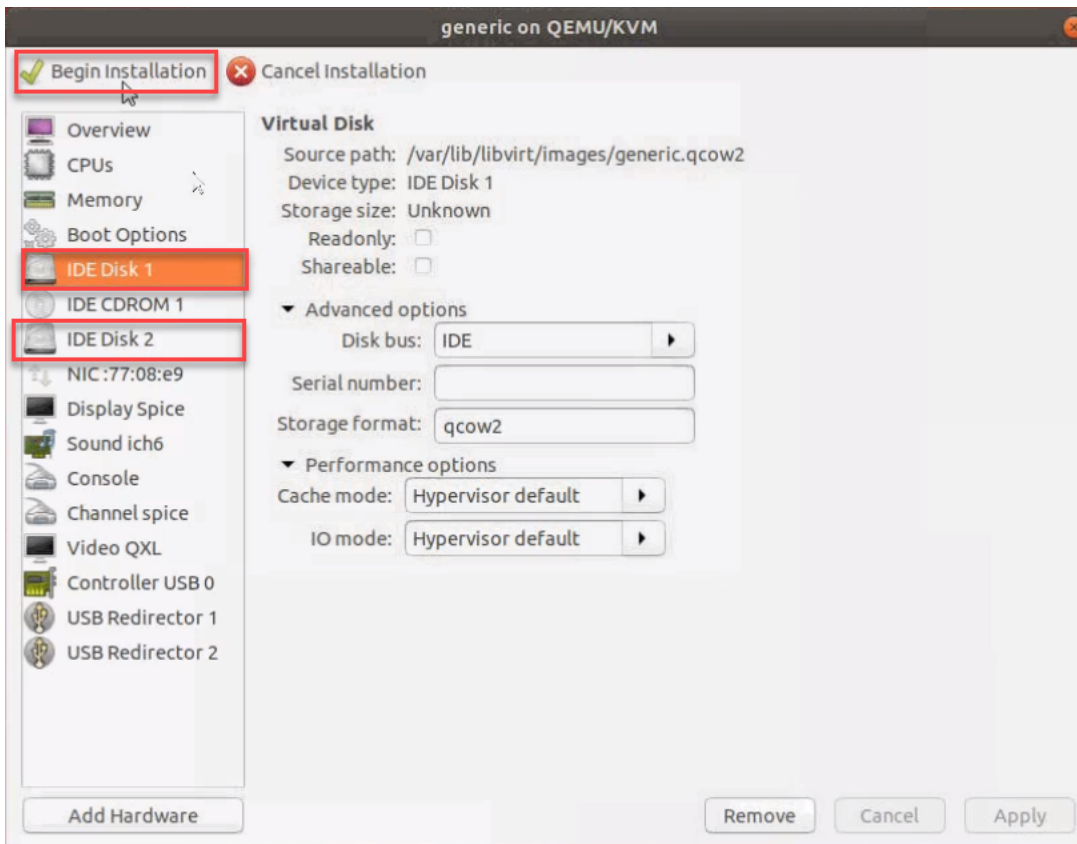 generic on QEMU/KVM
Begin Installation
Cancel Installation
Overview
CPUs
Memory
Boot Options
IDE Disk 1
IDE CDROM 1
IDE Disk 2
NIC :77:08:e9
Display Spice
Sound ich6
Console
Channel spice
Video QXL
Controller USB 0
USB Redirector 1
USB Redirector 2
Add Hardware
Virtual Disk
Source path: /var/lib/libvirt/images/generic.qcow2
Device type: IDE Disk 1
Storage size: Unknown
Readonly:
Shareable:
Advanced options
Disk bus: IDE
Serial number:
Storage format: qcow2
Performance options
Cache mode: Hypervisor default
IO mode: Hypervisor default
Remove
Cancel
Apply